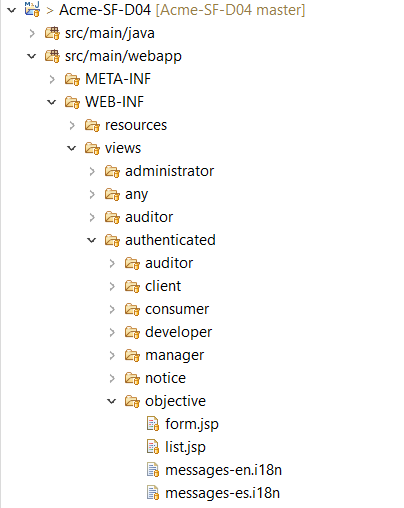 > Acme-SF-D04 [Acme-SF-D04 master]
src/main/java
src/main/webapp
META-INF
WEB-INF
resources
views
administrator
any
auditor
authenticated
auditor
client
consumer
developer
manager
notice
objective
form.jsp
list.jsp
messages-en.i18n
messages-es.i18n